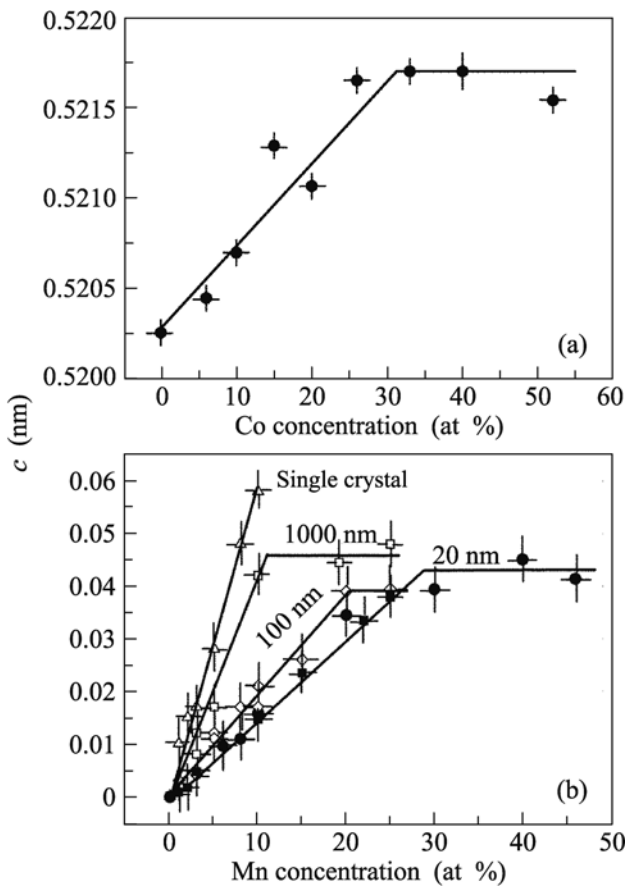 0.5220
0.5215
0.5210
0.5205
0.5200
(a)
0 10 20 30 40 50 60
Co concentration (at %)
c (nm)
0.06
0.05
0.04
0.03
0.02
0.01
0
Single crystal
1000 nm
100 nm
20 nm
(b)
0 10 20 30 40 50
Mn concentration (at %)